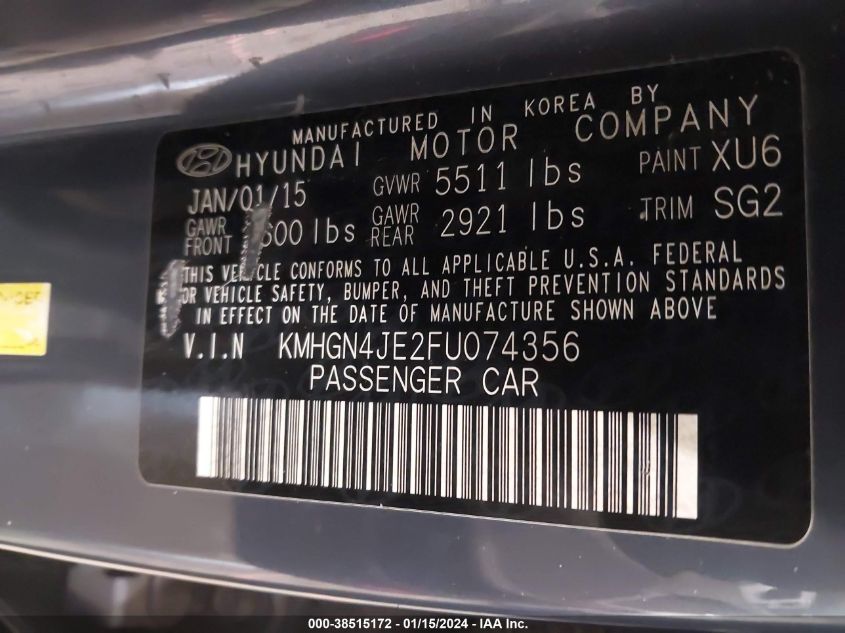 MANUFACTURED IN KOREA BY
HYUNDAI MOTOR COMPANY
JAN/01/15 GVWR 5511 lbs PAINT XU6
GAWR FRONT 600 lbs GAWR REAR 2921 lbs TRIM SG2
THIS VEHICLE CONFORMS TO ALL APPLICABLE U.S.A. FEDERAL
OR VEHICLE SAFETY, BUMPER, AND THEFT PREVENTION STANDARDS
IN EFFECT ON THE DATE OF MANUFACTURE SHOWN ABOVE
V.I.N KMHGN4JE2FU074356
PASSENGER CAR
000-38515172 - 01/15/2024 - IAA Inc.